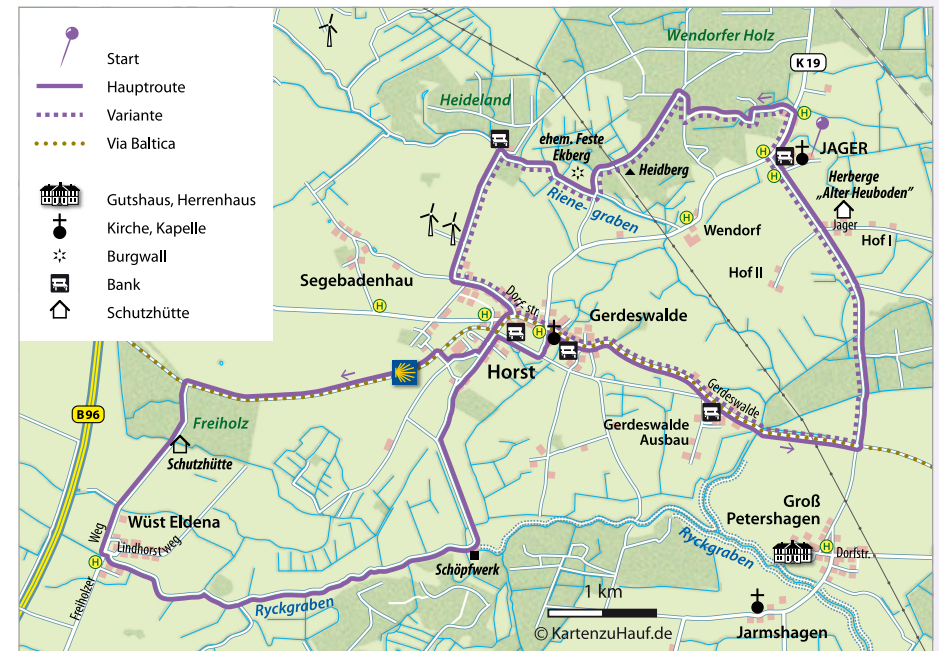 Start
Hauptroute
Variante
Via Baltica
Gutshaus, Herrenhaus
Kirche, Kapelle
Burgwall
Bank
Schutzhütte
Wendorfer Holz
K 19
Heideland
H
ehem. Feste
Ekberg
H
JAGER
Heidberg
H
Herberge
„Alter Heuboden“
Riene-
graben
H
Wendorf
Jager
Hof I
Segebadenhau
Hof II
Dorfstr.
H
H
H
Gerdeswalde
Horst
Gerdeswalde
B96
Freiholz
Gerdeswalde
Ausbau
Schutzhütte
Groß
Petershagen
Wüst Eldena
Weg
Lindhorst weg
Ryckgraben
H
Dorfstr.
H
Freiholzer
Schöpfwerk
Ryckgraben
1 km
© KartenzuHauf.de
Jarmshagen